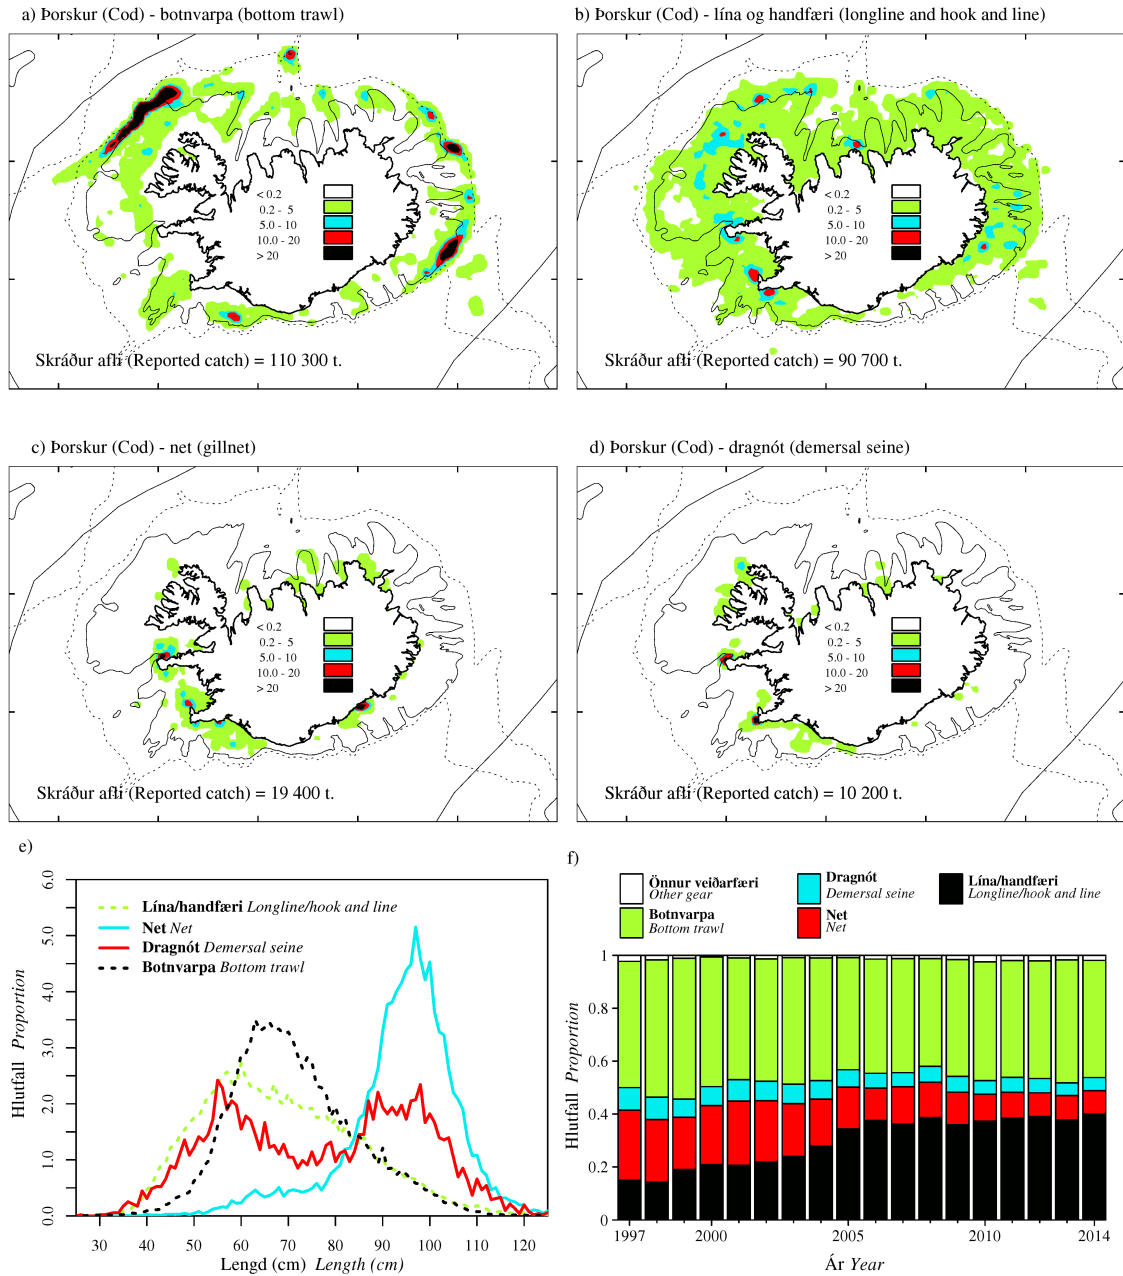 a) Þorskur (Cod) - botnvarpa (bottom trawl)
b) Þorskur (Cod) - lína og handfæri (longline and hook and line)
< 0.2
0.2 - 5
5.0 - 10
10.0 - 20
> 20
Skráður afli (Reported catch) = 110 300 t.
< 0.2
0.2 - 5
5.0 - 10
10.0 - 20
> 20
Skráður afli (Reported catch) = 90 700 t.
c) Þorskur (Cod) - net (gillnet)
d) Þorskur (Cod) - dragnót (demersal seine)
< 0.2
0.2 - 5
5.0 - 10
10.0 - 20
> 20
Skráður afli (Reported catch) = 19 400 t.
< 0.2
0.2 - 5
5.0 - 10
10.0 - 20
> 20
Skráður afli (Reported catch) = 10 200 t.
e)
Hlutfall Proportion
6.0
5.0
4.0
3.0
2.0
1.0
0.0
Lína/handfæri Longline/hook and line
Net Net
Dragnót Demersal seine
Botnvarpa Bottom trawl
30 40 50 60 70 80 90 100 110 120
Lengd (cm) Length (cm)
f)
Önnur veiðarfæri
Other gear
Botnvarpa
Bottom trawl
Dragnót
Demersal seine
Net
Net
Lína/handfæri
Longline/hook and line
Hlutfall Proportion
1
0.8
0.6
0.4
0.2
0
1997 2000 2005 2010 2014
Ár Year